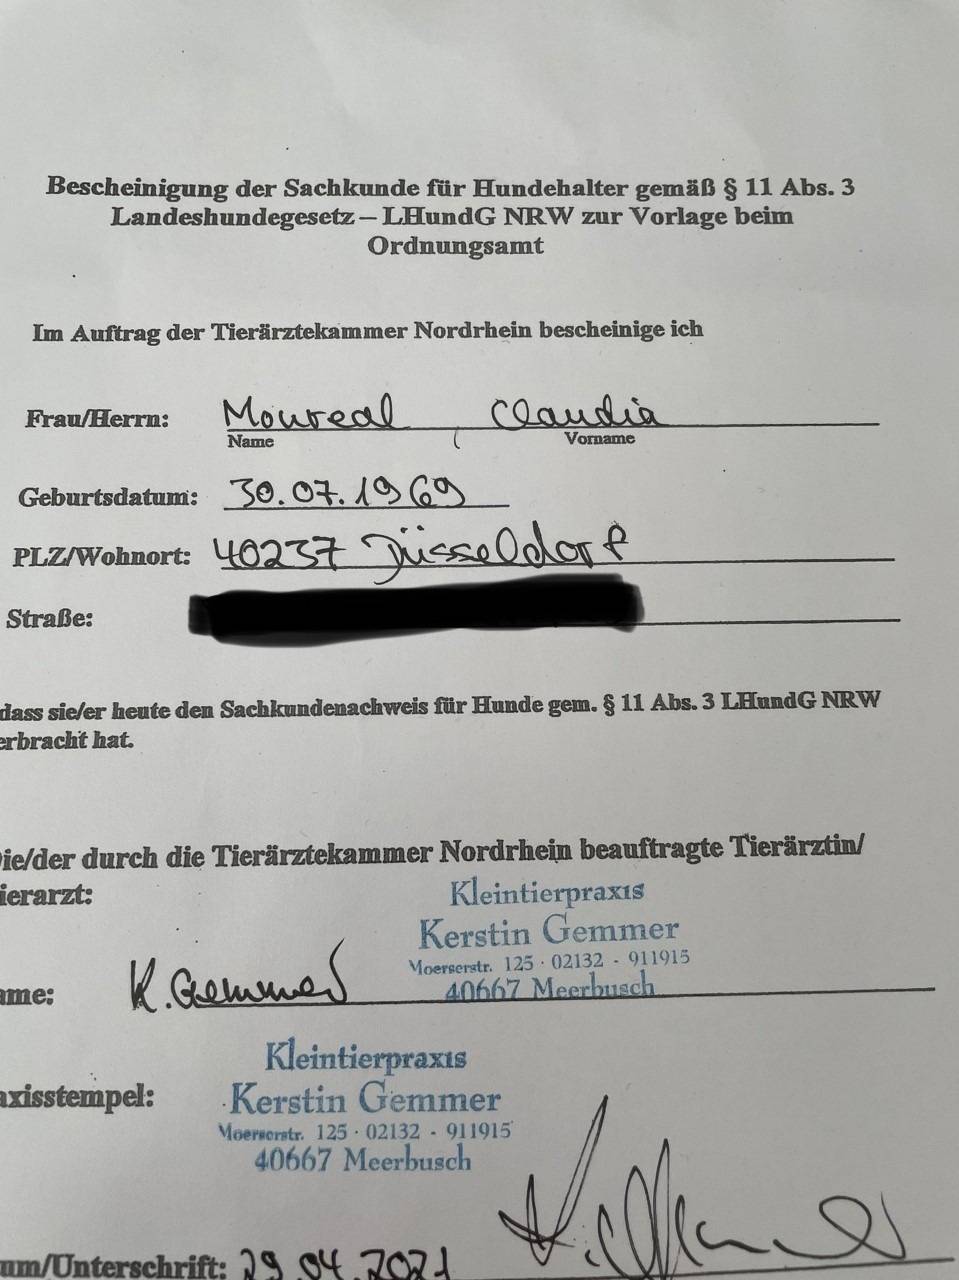 Bescheinigung der Sachkunde für Hundehalter gemäß § 11 Abs. 3
Landeshundegesetz – LHundG NRW zur Vorlage beim
Ordnungsamt
Im Auftrag der Tierärztekammer Nordrhein bescheinige ich
Frau/Herrn: Monreal , Claudia
Name Vorname
Geburtsdatum: 30.07.1969
PLZ/Wohnort: 40237 Düsseldorf
Straße:
dass sie/er heute den Sachkundenachweis für Hunde gem. § 11 Abs. 3 LHundG NRW
erbracht hat.
ie/der durch die Tierärztekammer Nordrhein beauftragte Tierärztin/
ierarzt:
Kleintierpraxis
Kerstin Gemmer
Moerserstr. 125 · 02132 - 911915
40667 Meerbusch
ame: K. Gemmer
Kleintierpraxis
Kerstin Gemmer
Moerserstr. 125 · 02132 - 911915
40667 Meerbusch
axisstempel:
um/Unterschrift: 29.04.2021